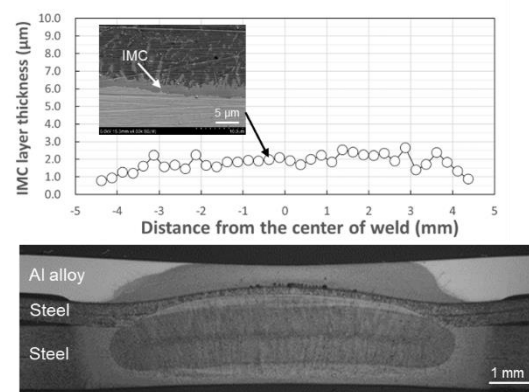 10.0
9.0
8.0
7.0
6.0
5.0
4.0
3.0
2.0
1.0
0.0
IMC layer thickness (μm)
IMC
5 μm
-5 -4 -3 -2 -1 0 1 2 3 4 5
Distance from the center of weld (mm)
Al alloy
Steel
Steel
1 mm